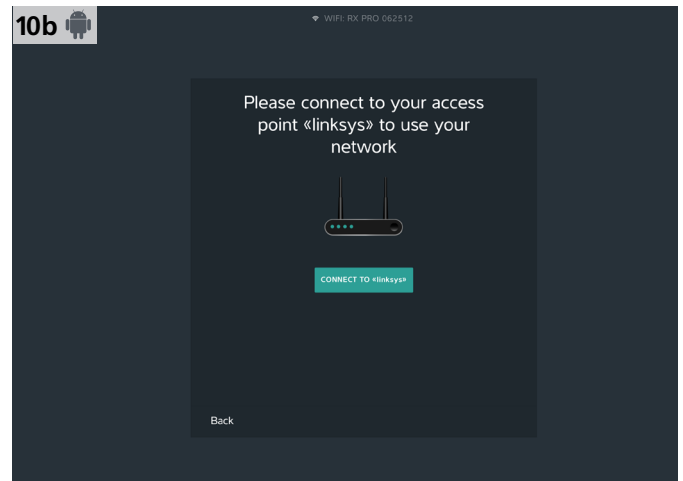 10b
WIFI: RX PRO 062512
Please connect to your access
point «linksys» to use your
network
CONNECT TO «linksys»
Back